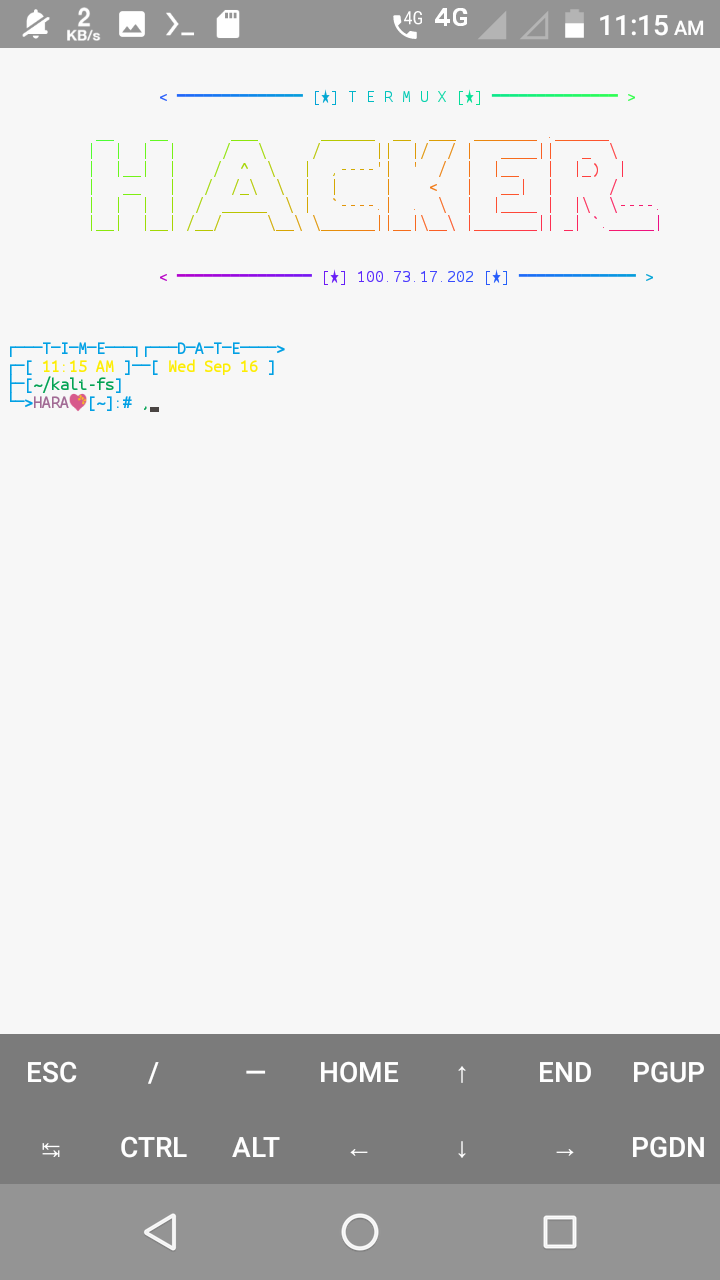 2 KB/s 4G 4G 11:15 AM
< [★] T E R M U X [★] >
HACKER
< [★] 100.73.17.202 [★] >
┌───T─I─M─E───┐┌───D─A─T─E────>
┌─[ 11:15 AM ]──[ Wed Sep 16 ]
├─[~/kali-fs]
└─>HARA💘[~]:# ,
ESC / — HOME ↑ END PGUP
↹ CTRL ALT ← ↓ → PGDN